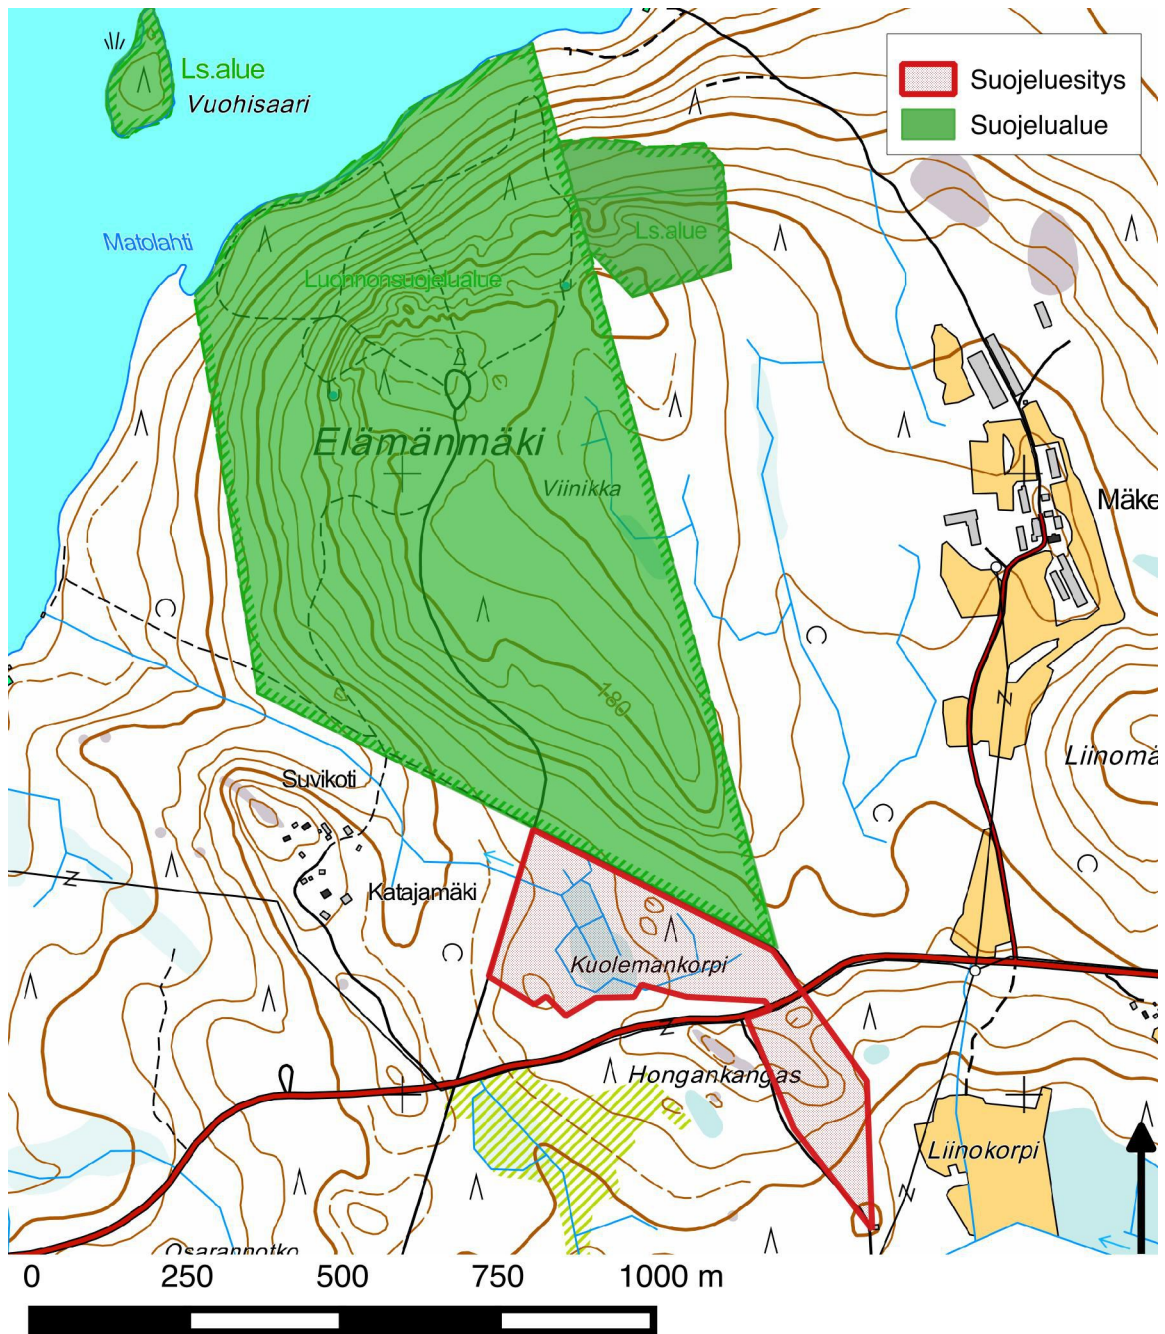 Ls.alue
Vuohisaari
Suojeluesitys
Suojelualue
Matolahti
Ls.alue
Luonnonsuojelualue
Elämänmäki
Viinikka
Mäke
180
Liinomä
Suvikoti
Katajamäki
Kuolemankorpi
Hongankangas
Liinokorpi
Osarannotko
0 250 500 750 1000 m